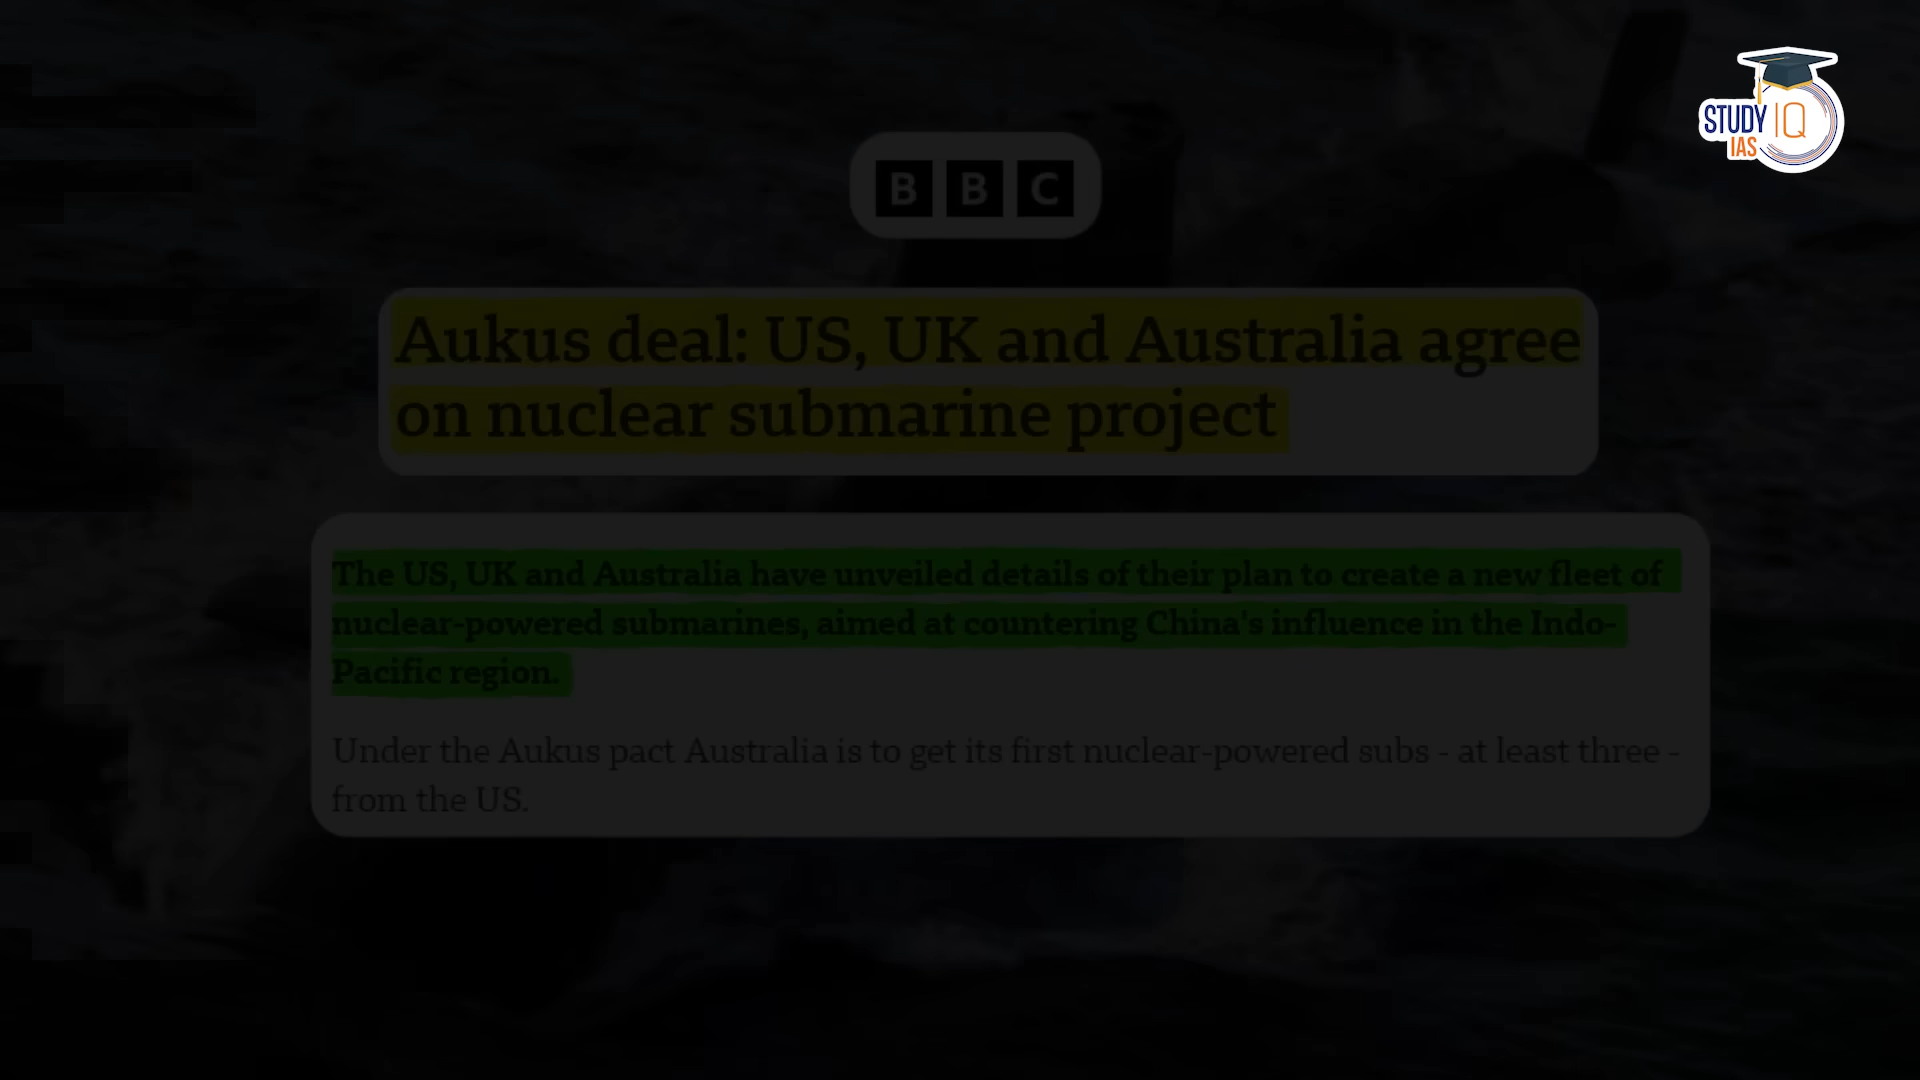 STUDY IQ
IAS
BBC
Aukus deal: US, UK and Australia agree
on nuclear submarine project
The US, UK and Australia have unveiled details of their plan to create a new fleet of
nuclear-powered submarines, aimed at countering China's influence in the Indo-
Pacific region.
Under the Aukus pact Australia is to get its first nuclear-powered subs - at least three -
from the US.